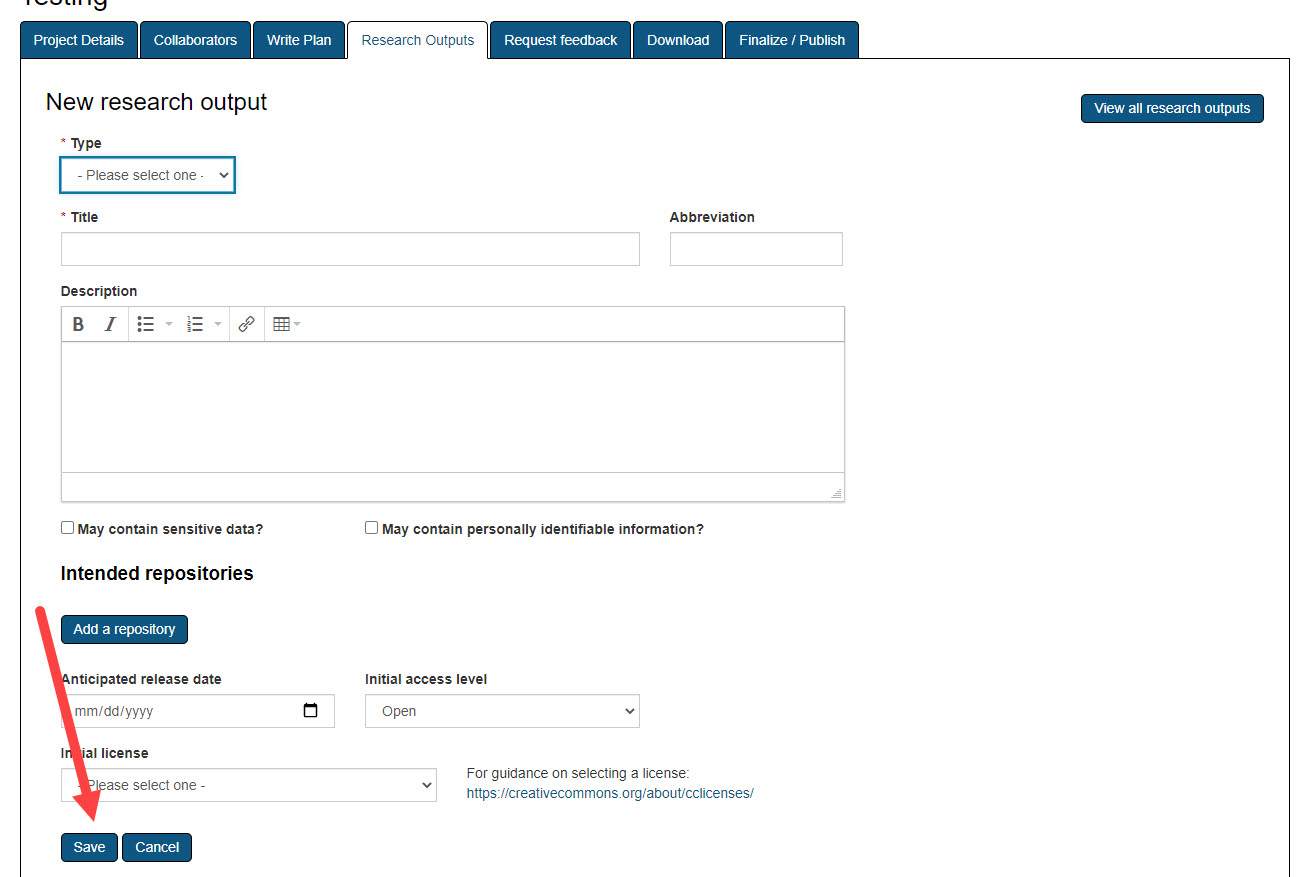 Testing
Project Details Collaborators Write Plan Research Outputs Request feedback Download Finalize / Publish
New research output
View all research outputs
* Type
- Please select one -
* Title Abbreviation
Description
B I
May contain sensitive data? May contain personally identifiable information?
Intended repositories
Add a repository
Anticipated release date Initial access level
mm/dd/yyyy Open
Initial license
- Please select one -
For guidance on selecting a license:
https://creativecommons.org/about/cclicenses/
Save Cancel